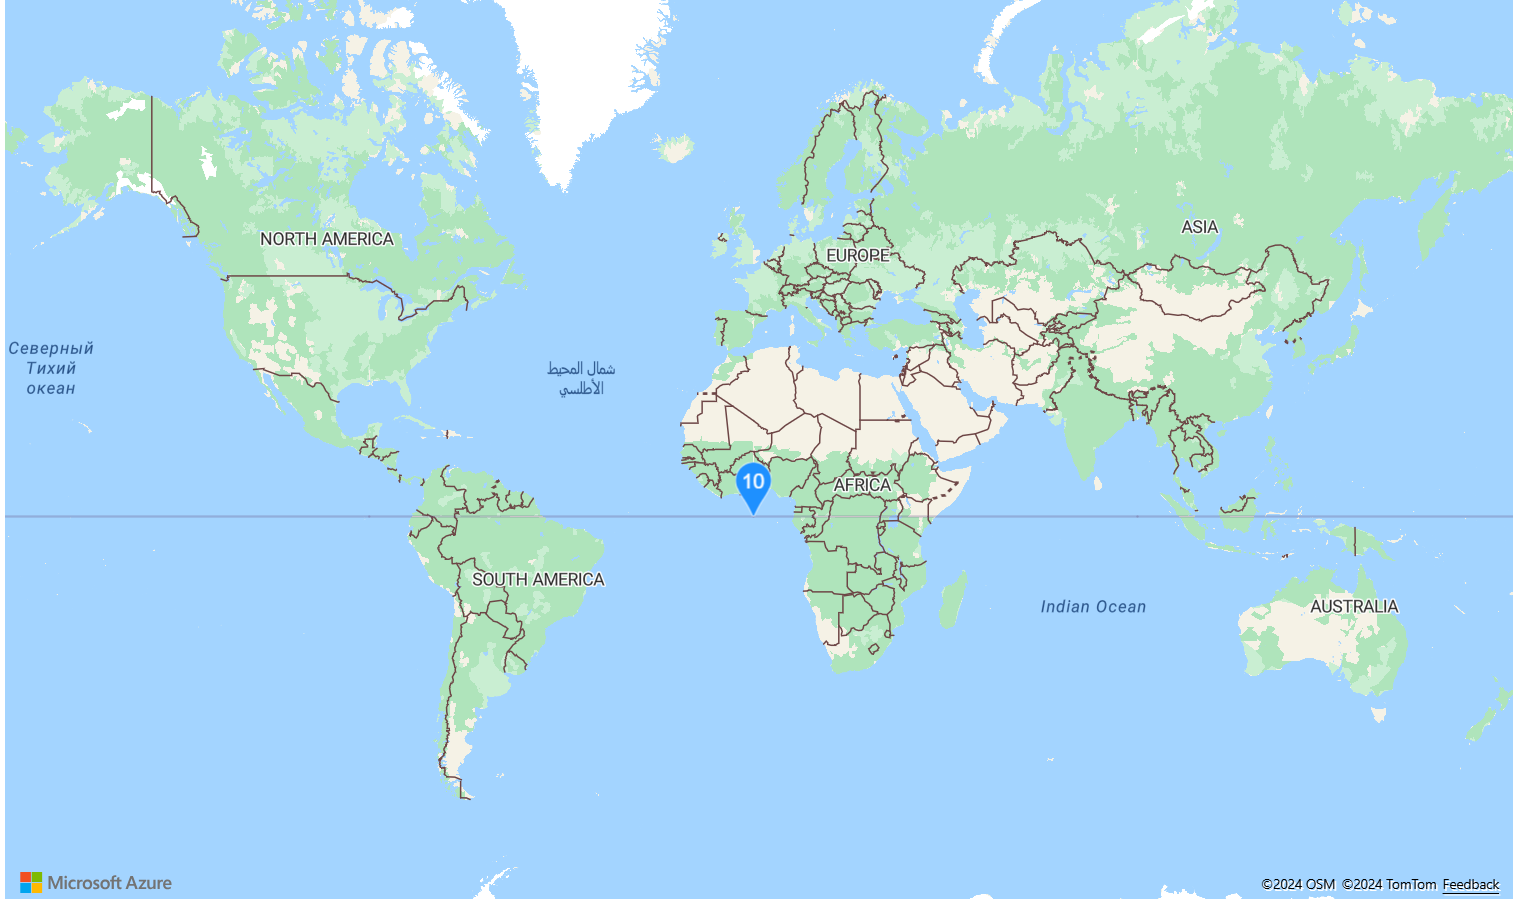 ASIA
NORTH AMERICA
EUROPE
Северный
Тихий
океан
شمال المحيط
الأطلسي
10
AFRICA
SOUTH AMERICA
Indian Ocean
AUSTRALIA
Microsoft Azure
©2024 OSM ©2024 TomTom Feedback